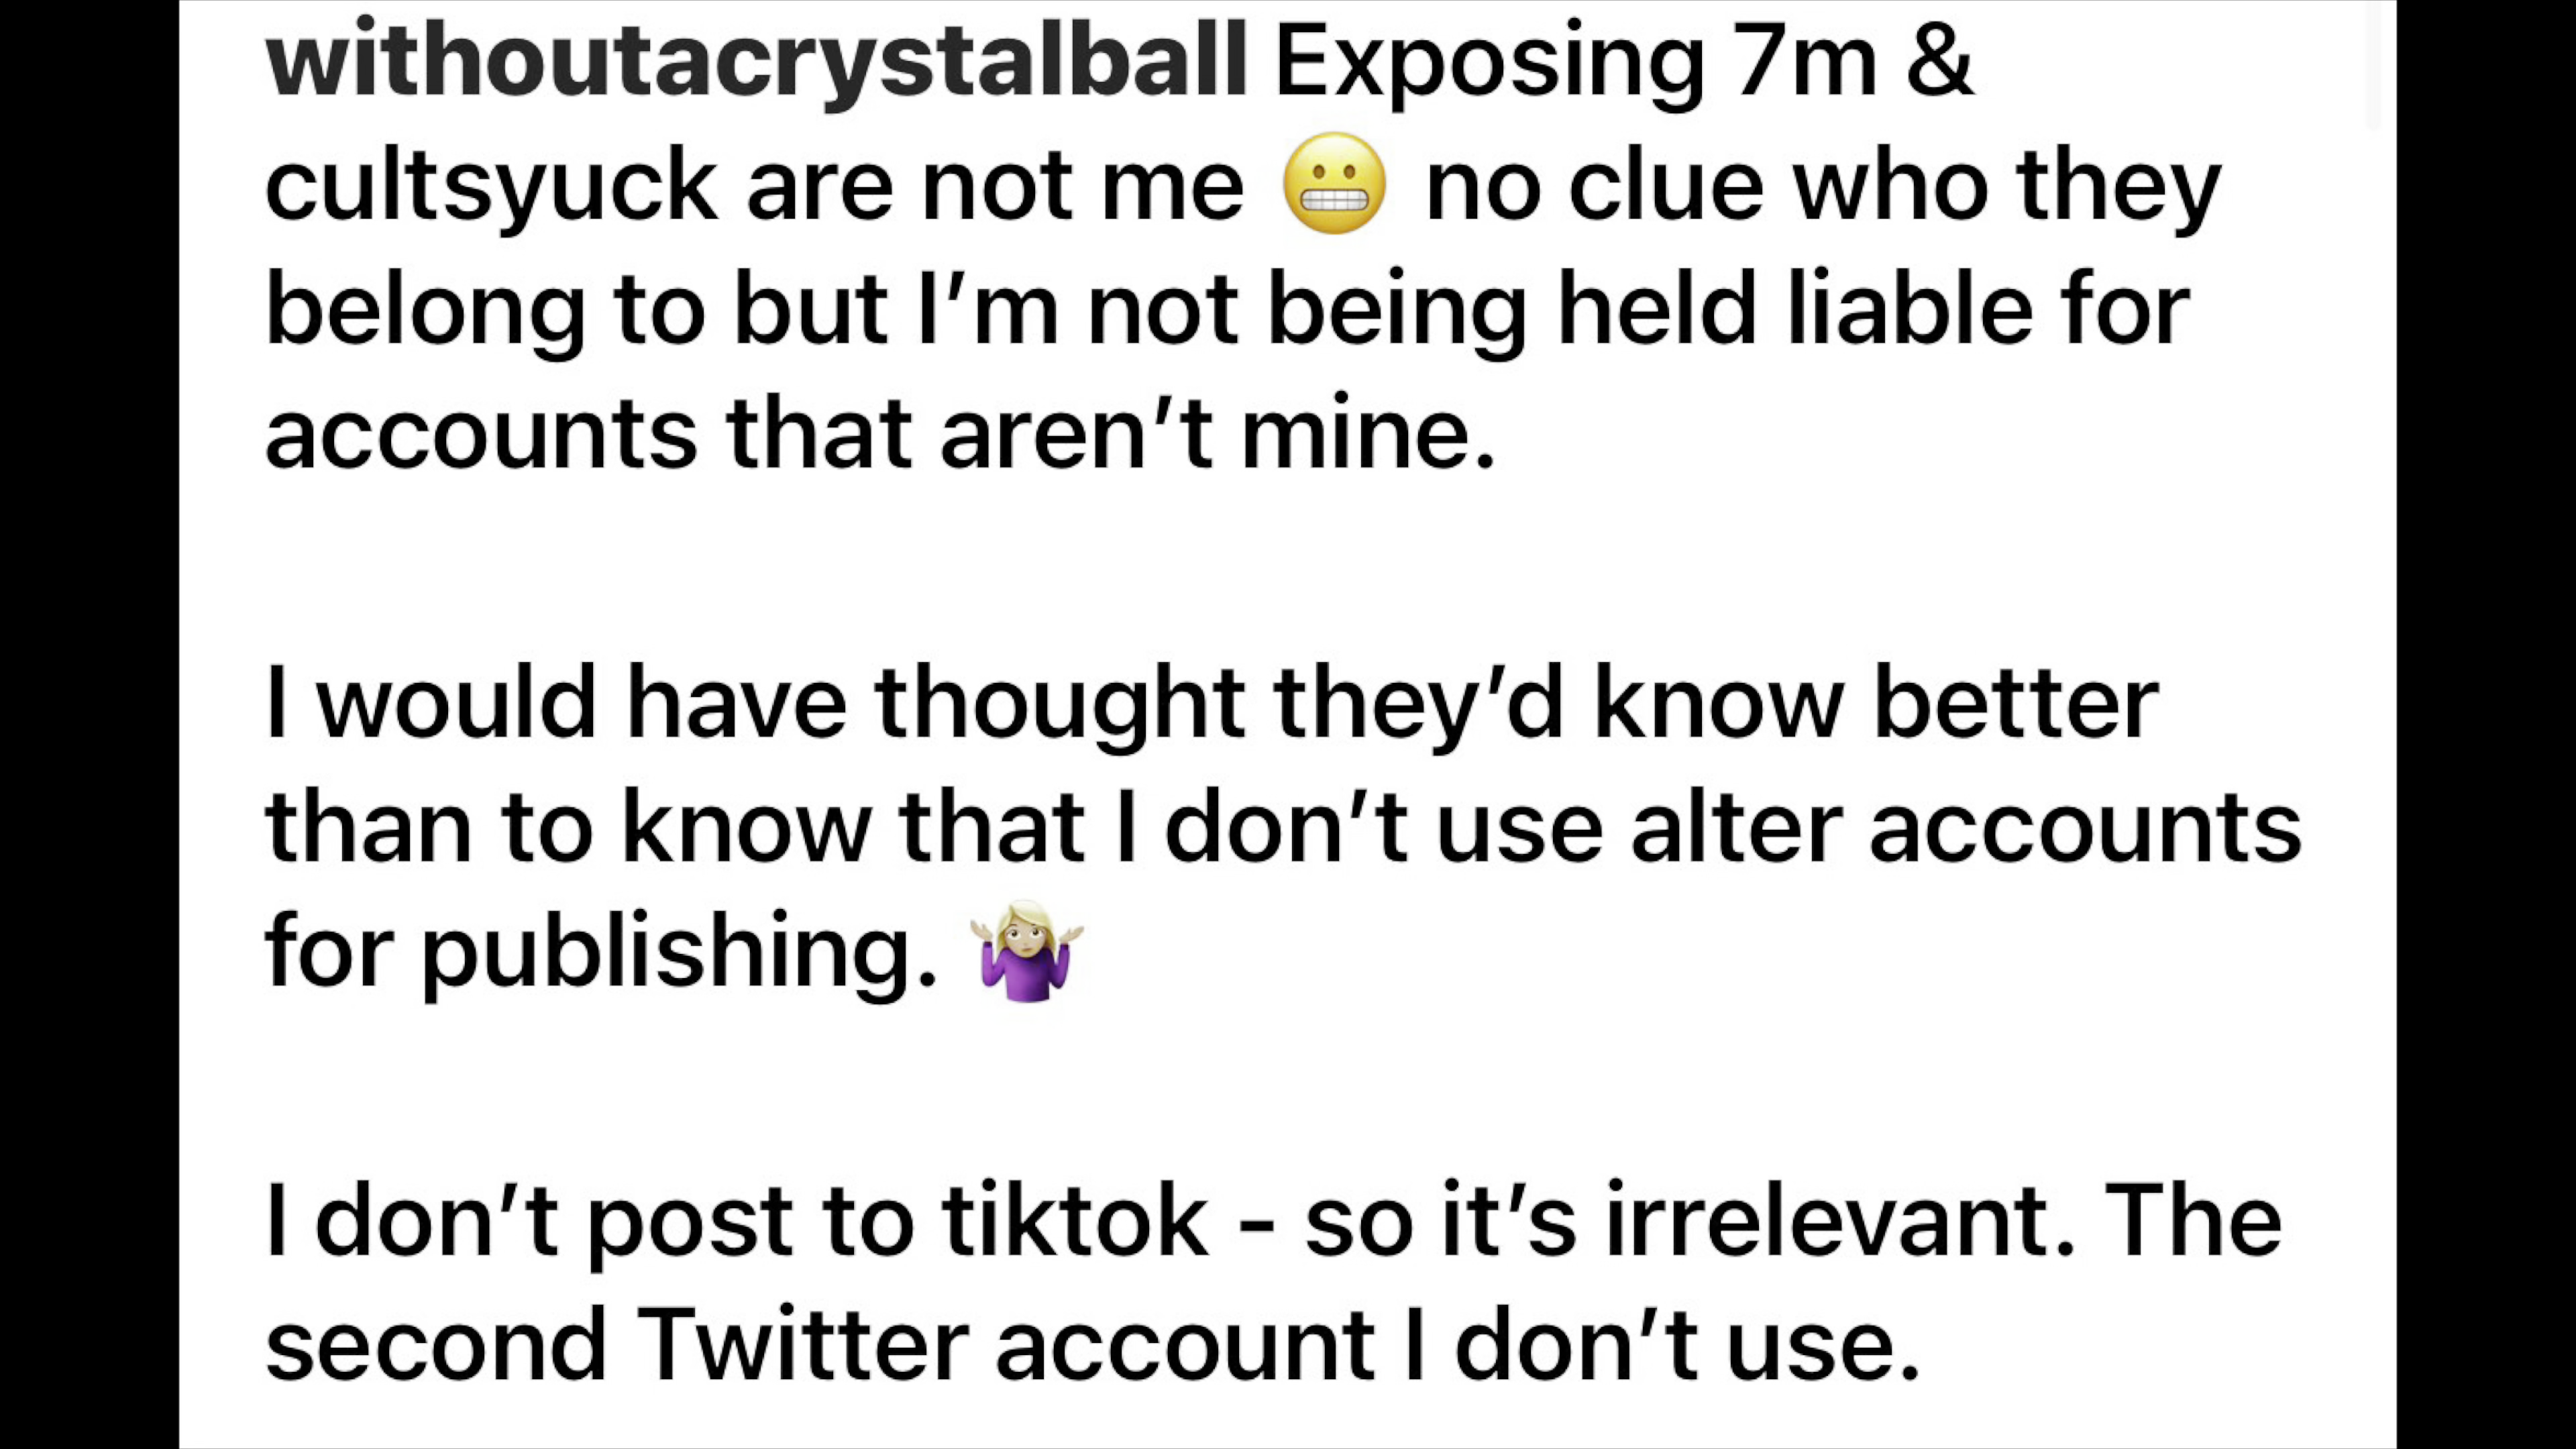 withoutacrystalball Exposing 7m &
cultsyuck are not me 😬 no clue who they
belong to but I’m not being held liable for
accounts that aren’t mine.
I would have thought they’d know better
than to know that I don’t use alter accounts
for publishing. 🤷🏼‍♀️
I don’t post to tiktok - so it’s irrelevant. The
second Twitter account I don’t use.